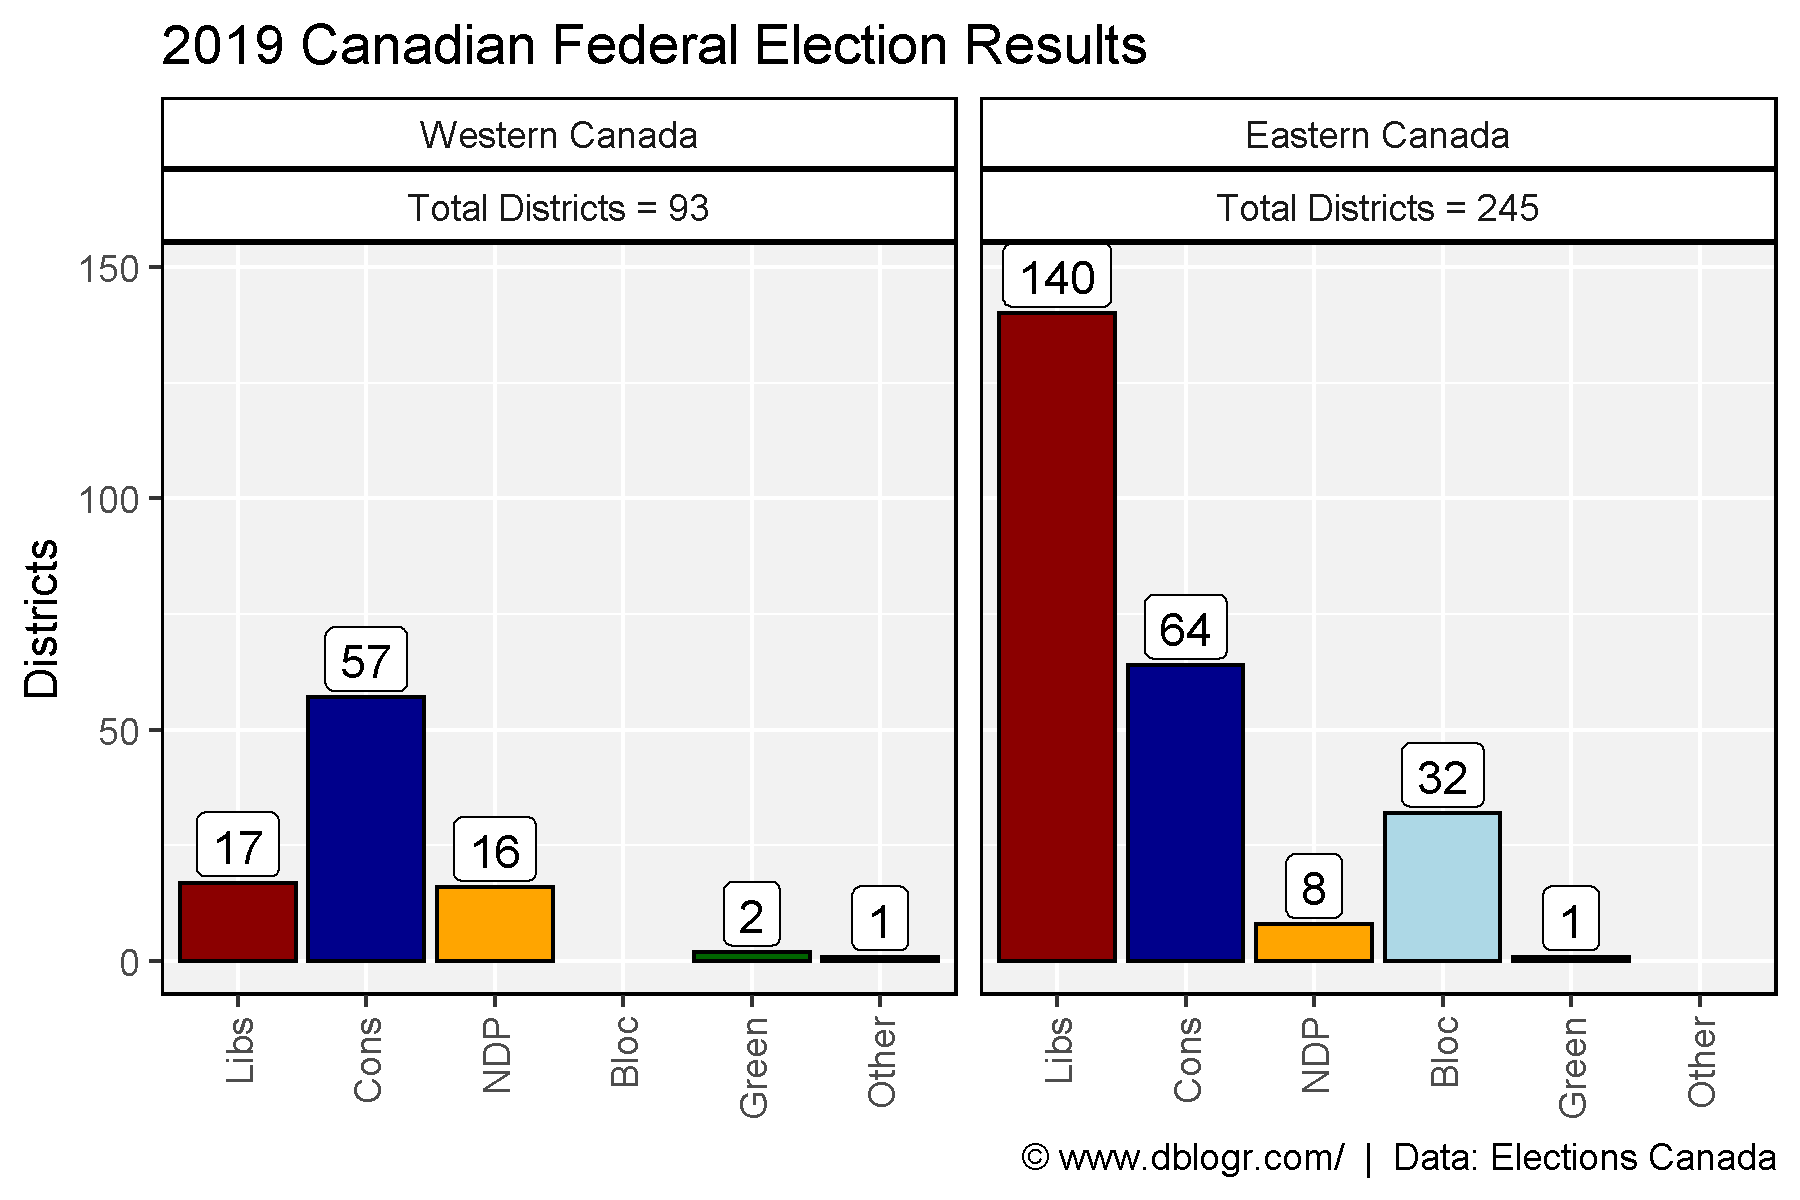 2019 Canadian Federal Election Results
Western Canada
Total Districts = 93
Eastern Canada
Total Districts = 245
Districts
150
100
50
0
17
57
16
2
1
140
64
8
32
1
Libs
Cons
NDP
Bloc
Green
Other
Libs
Cons
NDP
Bloc
Green
Other
© www.dblogr.com/ | Data: Elections Canada